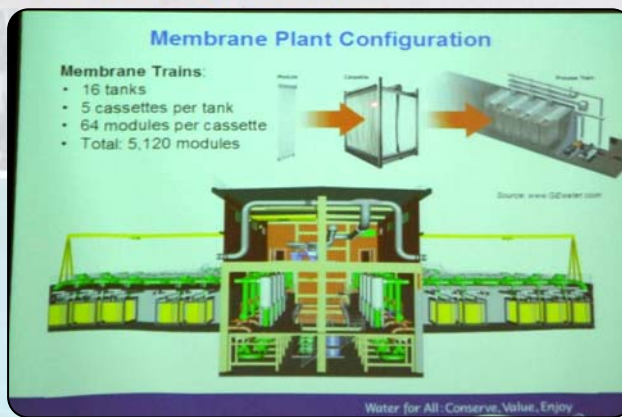 Membrane Plant Configuration
Membrane Trains:
• 16 tanks
• 5 cassettes per tank
• 64 modules per cassette
• Total: 5,120 modules
Module
Cassette
Process Train
Source: www.GEwater.com
Water for All: Conserve, Value, Enjoy